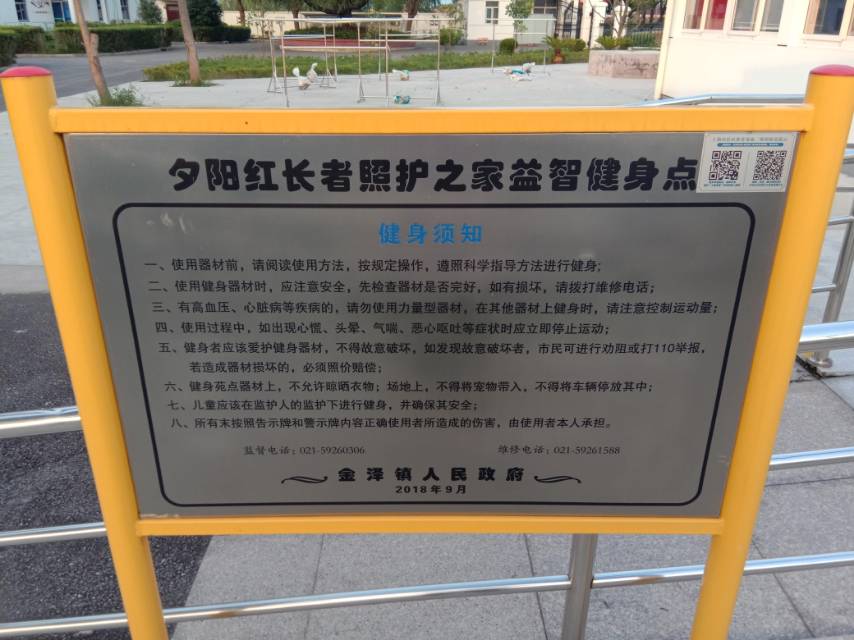 夕阳红长者照护之家益智健身点
健身须知
一、使用器材前，请阅读使用方法，按规定操作，遵照科学指导方法进行健身;
二、使用健身器材时，应注意安全，先检查器材是否完好，如有损坏，请拨打维修电话;
三、有高血压、心脏病等疾病的，请勿使用力量型器材，在其他器材上健身时，请注意控制运动量;
四、使用过程中，如出现心慌、头晕、气喘、恶心呕吐等症状时应立即停止运动;
五、健身者应该爱护健身器材，不得故意破坏，如发现故意破坏者，市民可进行劝阻或打110举报，
若造成器材损坏的，必须照价赔偿;
六、健身苑点器材上，不允许晾晒衣物；场地上，不得将宠物带入，不得将车辆停放其中;
七、儿童应该在监护人的监护下进行健身，并确保其安全;
八、所有末按照告示牌和警示牌内容正确使用者所造成的伤害，由使用者本人承担。
监督电话：021-59260306 维修电话：021-59261588
金泽镇人民政府
2018年9月